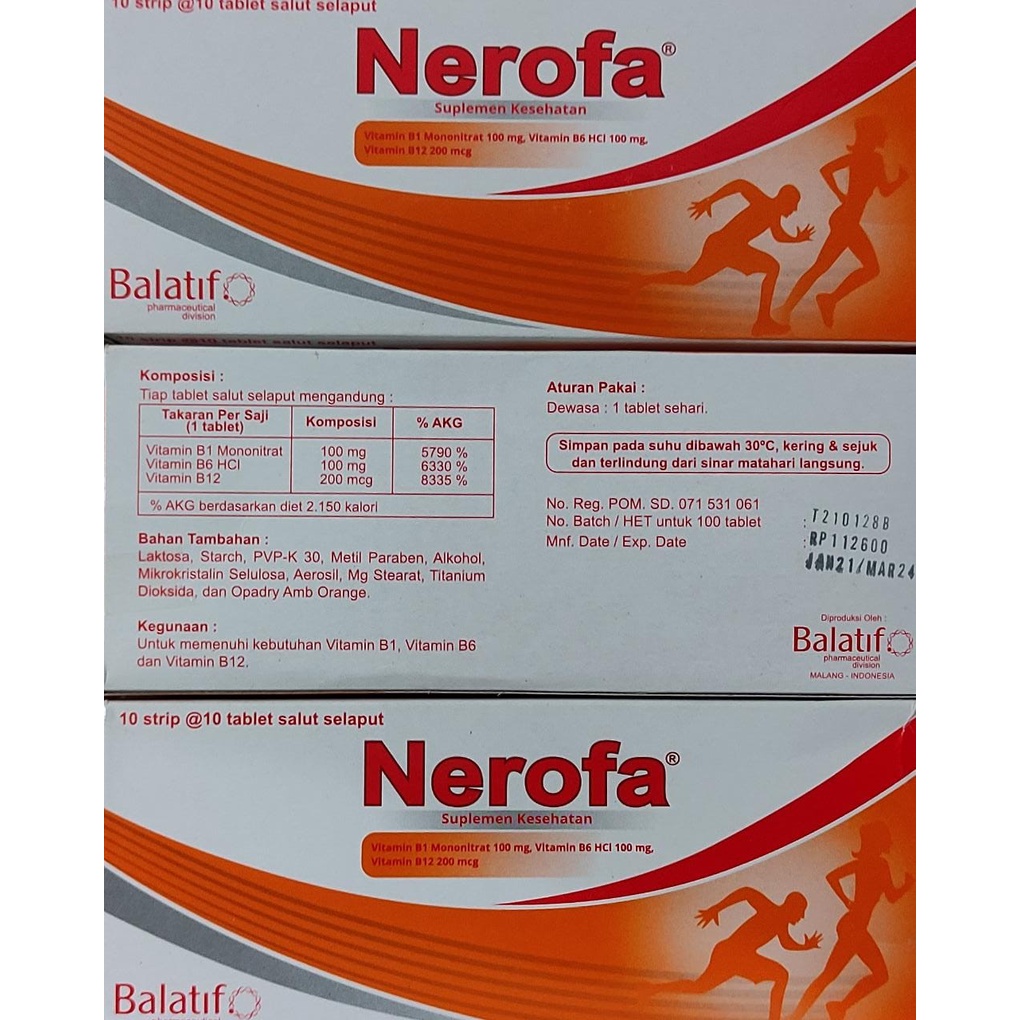 10 strip @10 tablet salut selaput
Nerofa®
Suplemen Kesehatan
Vitamin B1 Mononitrat 100 mg, Vitamin B6 HCl 100 mg,
Vitamin B12 200 mcg
Balatif
pharmaceutical
division
10 strip @10 tablet salut selaput
Komposisi :
Tiap tablet salut selaput mengandung :
Takaran Per Saji
(1 tablet)
Komposisi
% AKG
Vitamin B1 Mononitrat 100 mg 5790 %
Vitamin B6 HCl 100 mg 6330 %
Vitamin B12 200 mcg 8335 %
% AKG berdasarkan diet 2.150 kalori
Bahan Tambahan :
Laktosa, Starch, PVP-K 30, Metil Paraben, Alkohol,
Mikrokristalin Selulosa, Aerosil, Mg Stearat, Titanium
Dioksida, dan Opadry Amb Orange.
Kegunaan :
Untuk memenuhi kebutuhan Vitamin B1, Vitamin B6
dan Vitamin B12.
Aturan Pakai :
Dewasa : 1 tablet sehari.
Simpan pada suhu dibawah 30ºC, kering & sejuk
dan terlindung dari sinar matahari langsung.
No. Reg. POM. SD. 071 531 061
No. Batch / HET untuk 100 tablet
Mnf. Date / Exp. Date
: T210128B
: RP112600
: JAN21/MAR24
Diproduksi Oleh :
Balatif
pharmaceutical
division
MALANG - INDONESIA
10 strip @10 tablet salut selaput
Nerofa®
Suplemen Kesehatan
Vitamin B1 Mononitrat 100 mg, Vitamin B6 HCl 100 mg,
Vitamin B12 200 mcg
Balatif